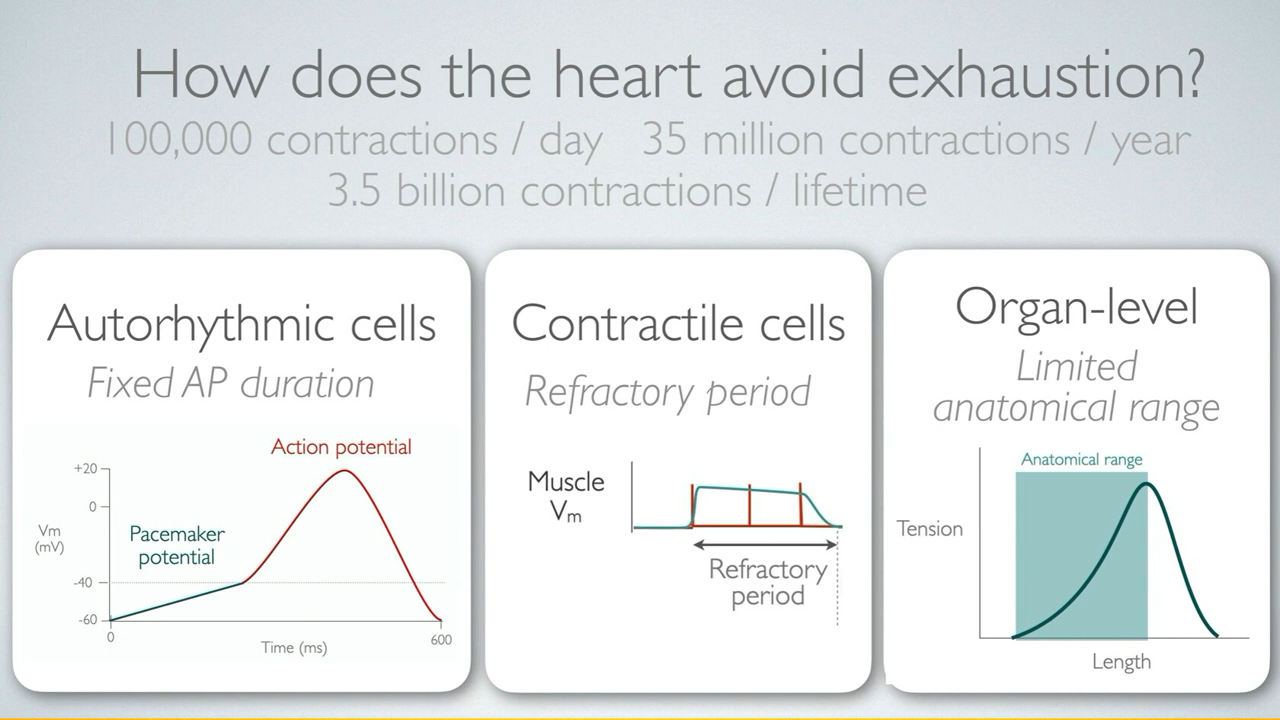 How does the heart avoid exhaustion?
100,000 contractions / day 35 million contractions / year
3.5 billion contractions / lifetime
Autorhythmic cells
Fixed AP duration
Action potential
+20
0
Vm
(mV)
Pacemaker
potential
-40
-60
0
600
Time (ms)
Contractile cells
Refractory period
Muscle
Vm
Refractory
period
Organ-level
Limited
anatomical range
Anatomical range
Tension
Length